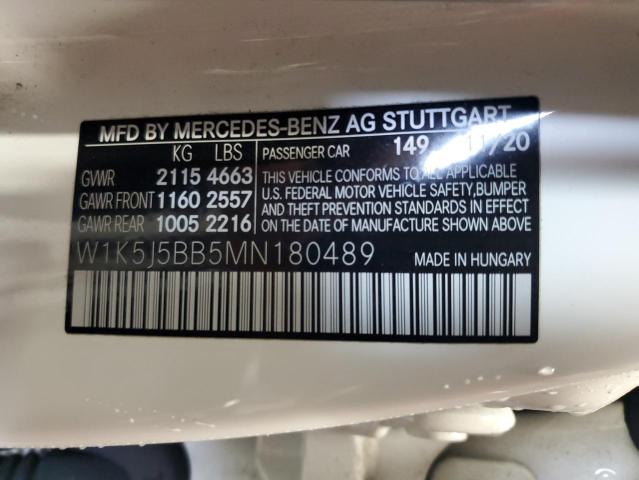 MFD BY MERCEDES-BENZ AG STUTTGART
KG LBS PASSENGER CAR 149 11/20
GVWR 2115 4663 THIS VEHICLE CONFORMS TO ALL APPLICABLE
GAWR FRONT 1160 2557 U.S. FEDERAL MOTOR VEHICLE SAFETY, BUMPER
GAWR REAR 1005 2216 AND THEFT PREVENTION STANDARDS IN EFFECT
ON THE DATE OF MANUFACTURE SHOWN ABOVE.
W1K5J5BB5MN180489 MADE IN HUNGARY